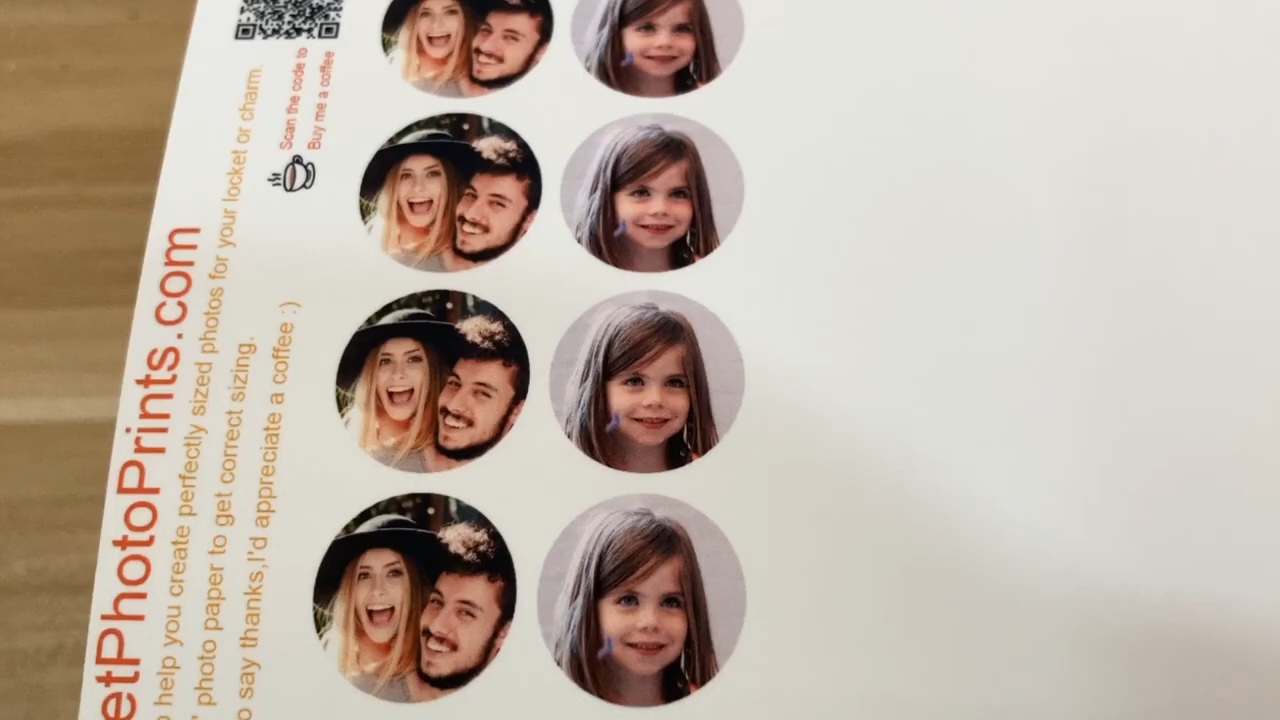 etPhotoPrints.com
help you create perfectly sized photos for your locket or charm.
photo paper to get correct sizing.
say thanks,I'd appreciate a coffee :)
Scan the code to
Buy me a coffee